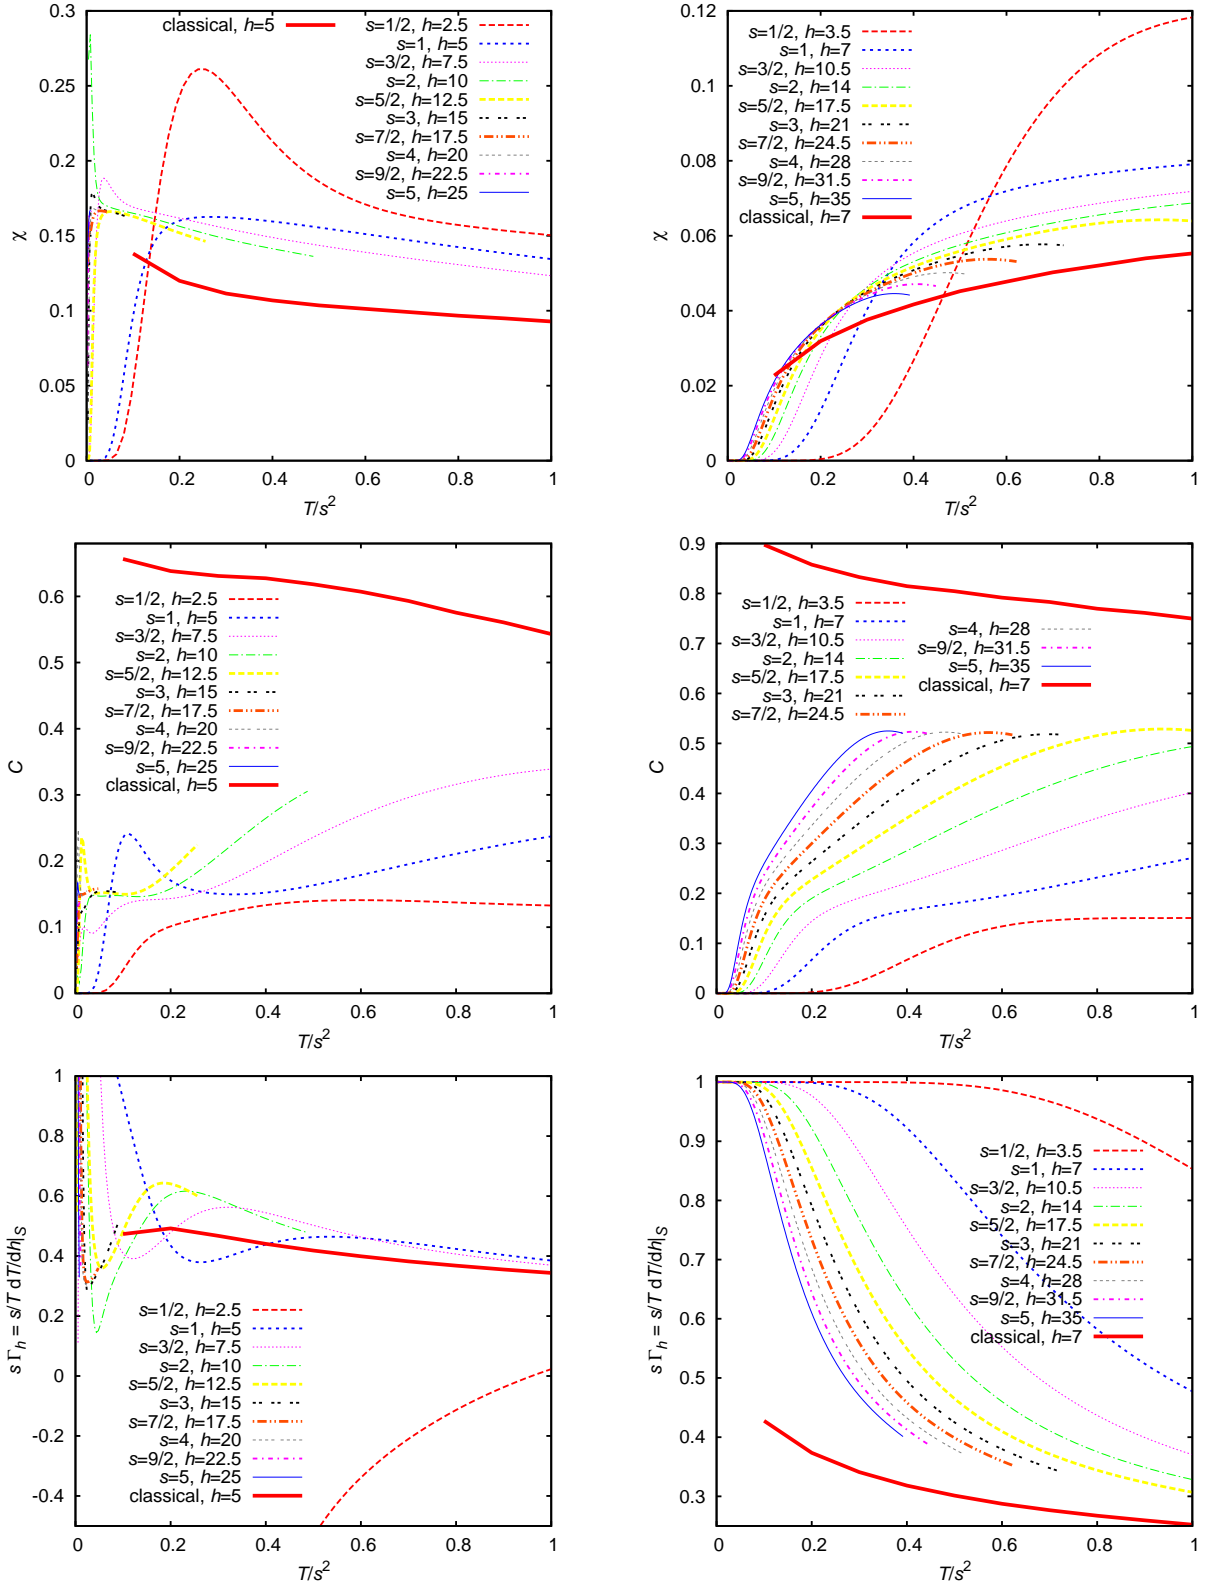 classical, h=5
s=1/2, h=2.5
s=1, h=5
s=3/2, h=7.5
s=2, h=10
s=5/2, h=12.5
s=3, h=15
s=7/2, h=17.5
s=4, h=20
s=9/2, h=22.5
s=5, h=25
0.3
0.25
0.2
0.15
0.1
0.05
0
χ
0 0.2 0.4 0.6 0.8 1
T/s²
s=1/2, h=3.5
s=1, h=7
s=3/2, h=10.5
s=2, h=14
s=5/2, h=17.5
s=3, h=21
s=7/2, h=24.5
s=4, h=28
s=9/2, h=31.5
s=5, h=35
classical, h=7
0.12
0.1
0.08
0.06
0.04
0.02
0
χ
0 0.2 0.4 0.6 0.8 1
T/s²
s=1/2, h=2.5
s=1, h=5
s=3/2, h=7.5
s=2, h=10
s=5/2, h=12.5
s=3, h=15
s=7/2, h=17.5
s=4, h=20
s=9/2, h=22.5
s=5, h=25
classical, h=5
0.6
0.5
0.4
0.3
0.2
0.1
0
C
0 0.2 0.4 0.6 0.8 1
T/s²
s=1/2, h=3.5
s=1, h=7
s=3/2, h=10.5
s=2, h=14
s=5/2, h=17.5
s=3, h=21
s=7/2, h=24.5
s=4, h=28
s=9/2, h=31.5
s=5, h=35
classical, h=7
0.9
0.8
0.7
0.6
0.5
0.4
0.3
0.2
0.1
0
C
0 0.2 0.4 0.6 0.8 1
T/s²
s=1/2, h=2.5
s=1, h=5
s=3/2, h=7.5
s=2, h=10
s=5/2, h=12.5
s=3, h=15
s=7/2, h=17.5
s=4, h=20
s=9/2, h=22.5
s=5, h=25
classical, h=5
1
0.8
0.6
0.4
0.2
0
-0.2
-0.4
s Γh = s/T dT/dh|S
0 0.2 0.4 0.6 0.8 1
T/s²
s=1/2, h=3.5
s=1, h=7
s=3/2, h=10.5
s=2, h=14
s=5/2, h=17.5
s=3, h=21
s=7/2, h=24.5
s=4, h=28
s=9/2, h=31.5
s=5, h=35
classical, h=7
1
0.9
0.8
0.7
0.6
0.5
0.4
0.3
s Γh = s/T dT/dh|S
0 0.2 0.4 0.6 0.8 1
T/s²